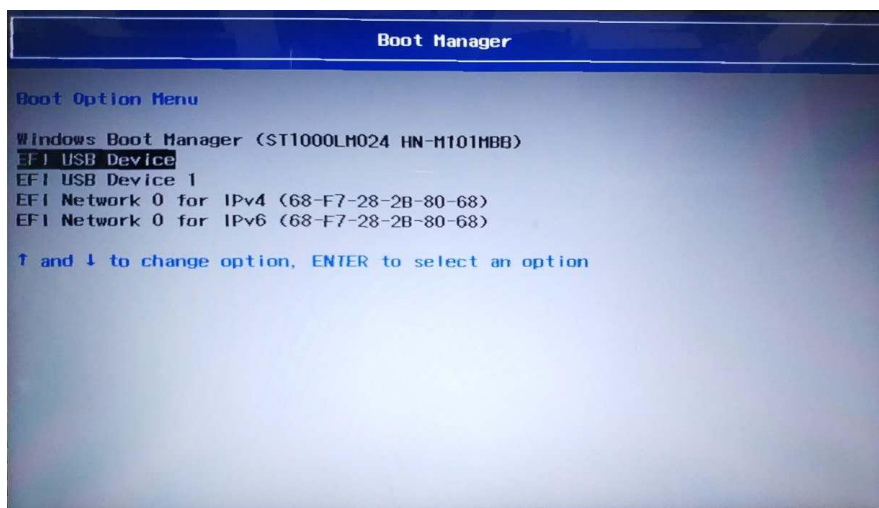 Boot Manager
Boot Option Menu
Windows Boot Manager (ST1000LM024 HN-M101MBB)
EFI USB Device
EFI USB Device 1
EFI Network 0 for IPv4 (68-F7-28-2B-80-68)
EFI Network 0 for IPv6 (68-F7-28-2B-80-68)
↑ and ↓ to change option, ENTER to select an option